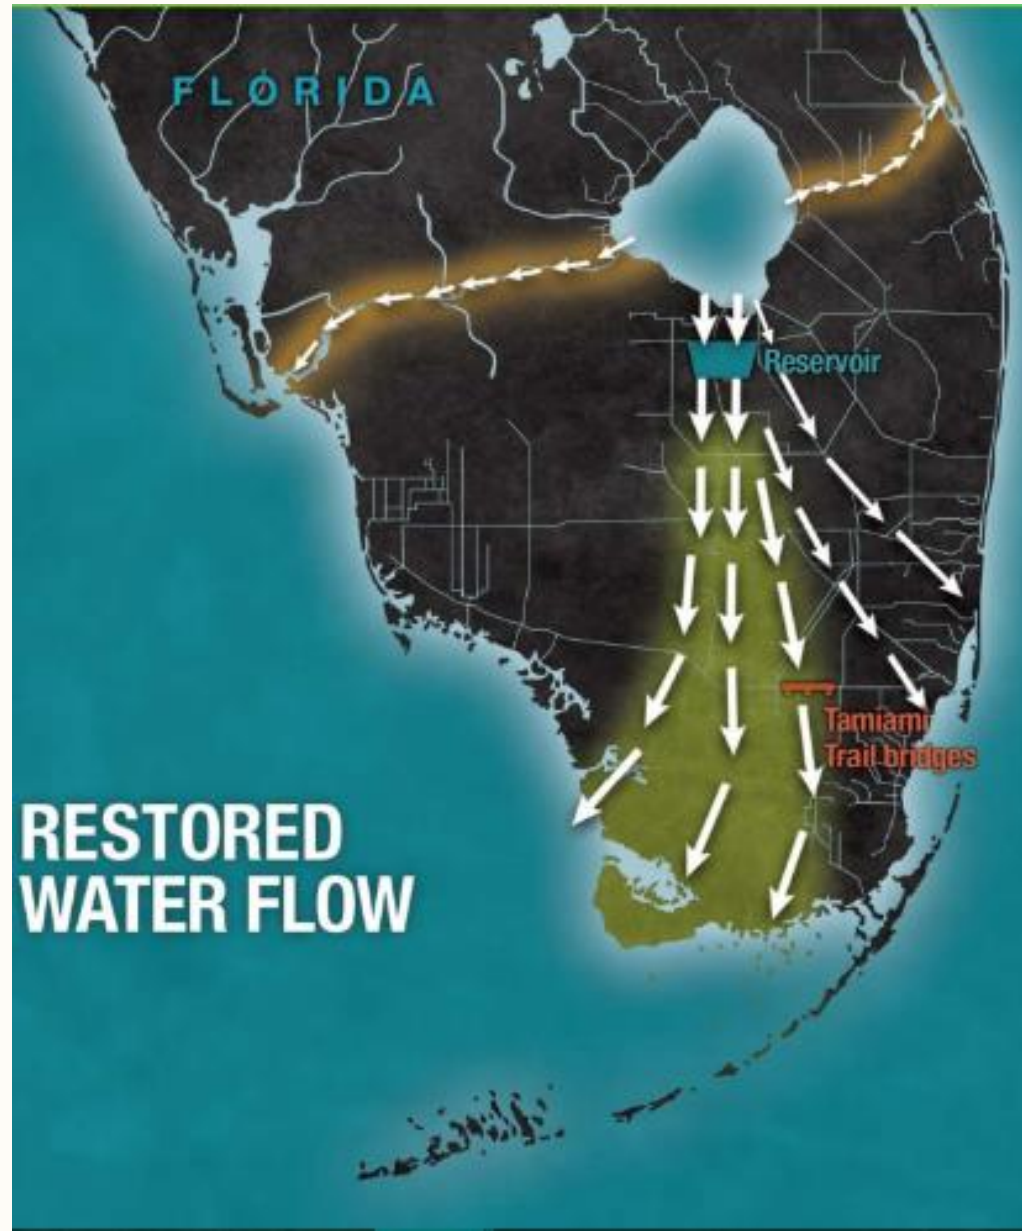 FLORIDA
Reservoir
Tamiami
Trail bridges
RESTORED
WATER FLOW